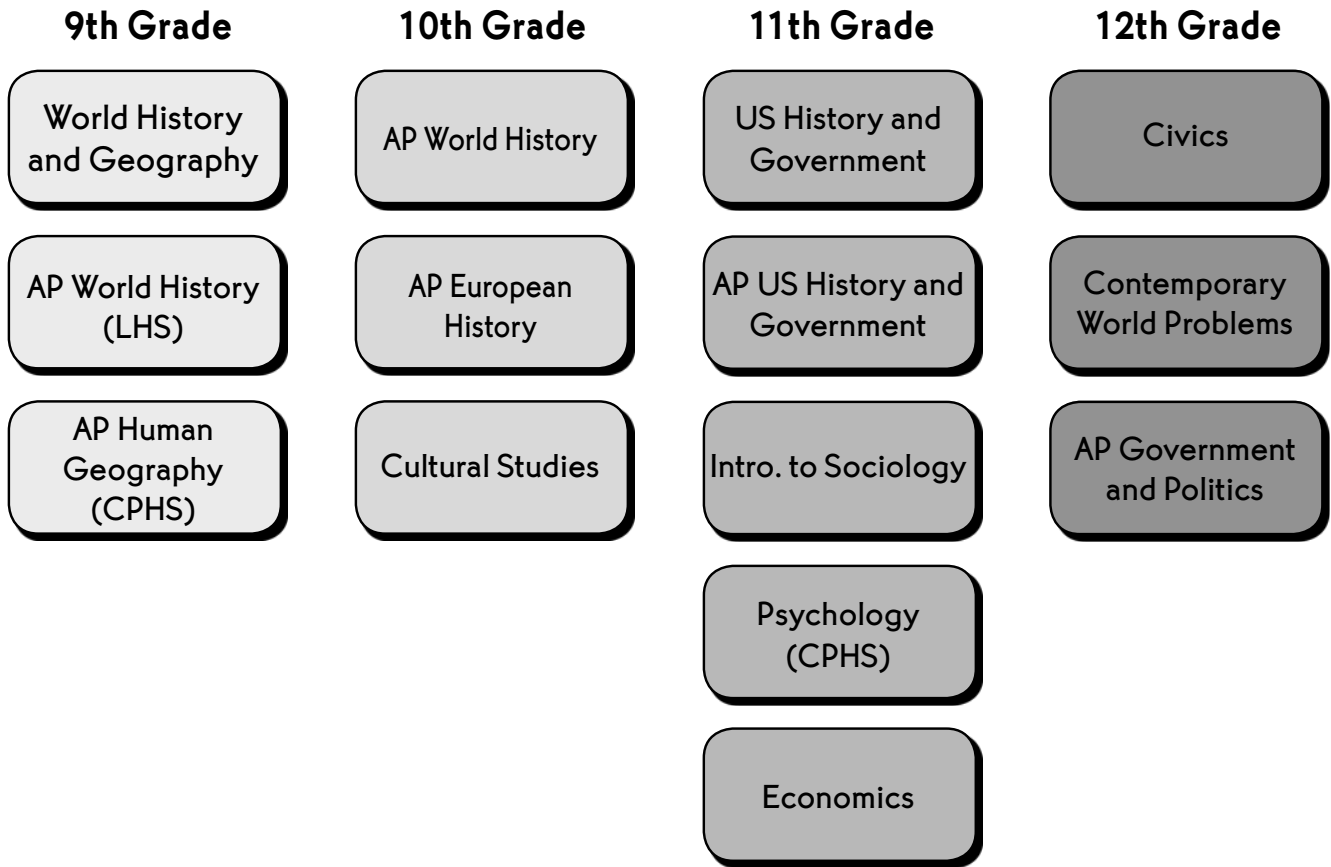 9th Grade
World History
and Geography
AP World History
(LHS)
AP Human
Geography
(CPHS)
10th Grade
AP World History
AP European
History
Cultural Studies
11th Grade
US History and
Government
AP US History and
Government
Intro. to Sociology
Psychology
(CPHS)
Economics
12th Grade
Civics
Contemporary
World Problems
AP Government
and Politics